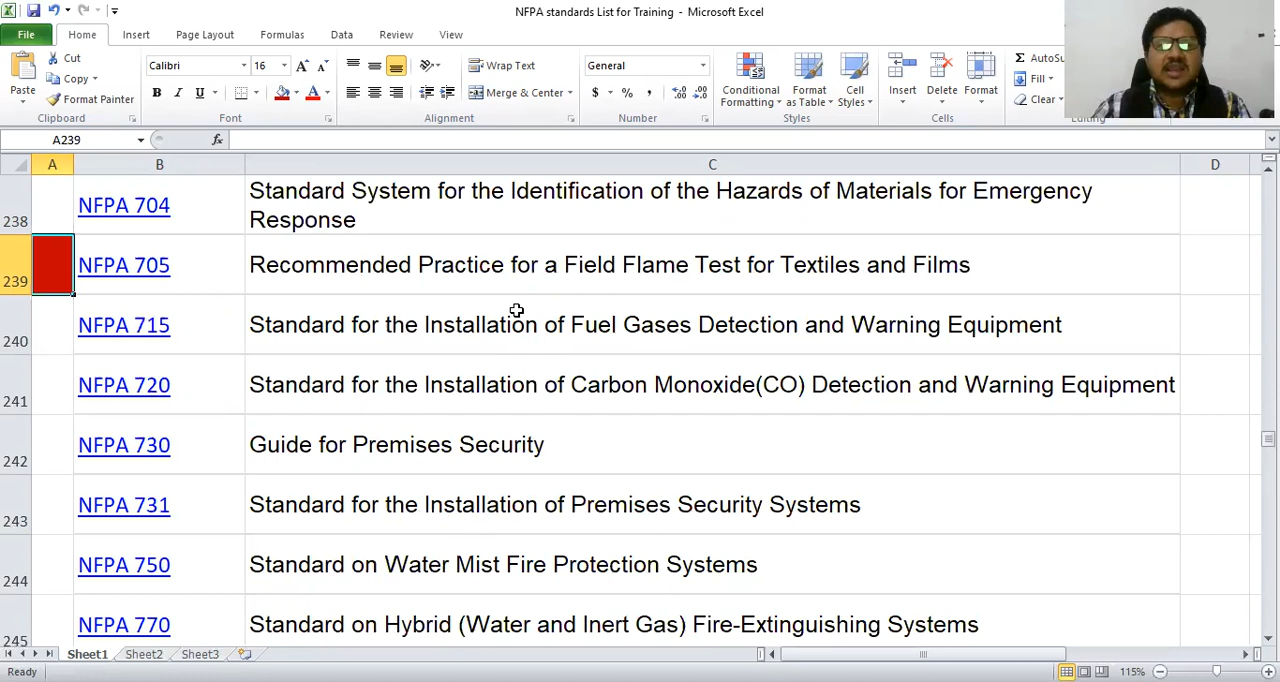 NFPA standards List for Training - Microsoft Excel
File Home Insert Page Layout Formulas Data Review View
Cut
Copy
Format Painter
Paste
Clipboard
Calibri 16
B I U
Font
Wrap Text
Merge & Center
Alignment
General
$ % ,
Number
Conditional Formatting
Format as Table
Cell Styles
Styles
Insert Delete Format
Cells
Σ
Fill
Clear
A239 fx
A B C D
238 NFPA 704 Standard System for the Identification of the Hazards of Materials for Emergency
Response
239 NFPA 705 Recommended Practice for a Field Flame Test for Textiles and Films
240 NFPA 715 Standard for the Installation of Fuel Gases Detection and Warning Equipment
241 NFPA 720 Standard for the Installation of Carbon Monoxide(CO) Detection and Warning Equipment
242 NFPA 730 Guide for Premises Security
243 NFPA 731 Standard for the Installation of Premises Security Systems
244 NFPA 750 Standard on Water Mist Fire Protection Systems
245 NFPA 770 Standard on Hybrid (Water and Inert Gas) Fire-Extinguishing Systems
Sheet1 Sheet2 Sheet3
Ready 115%